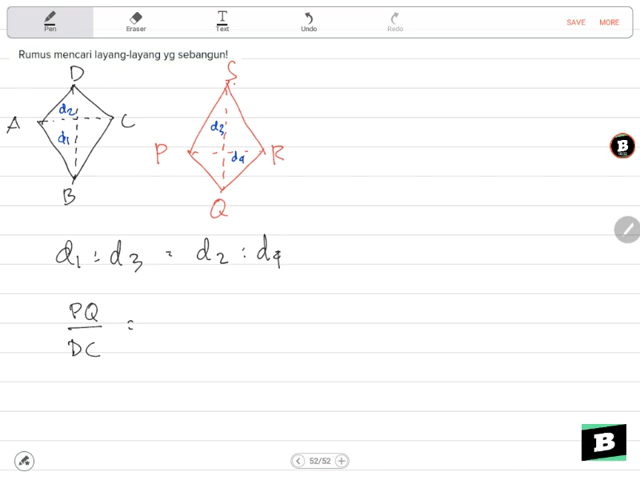 Pen
Eraser
T
Text
Undo
Redo
SAVE
MORE
Rumus mencari layang-layang yg sebangun!
D
A
d2
d1
C
B
S
P
d3
d4
R
Q
B
d1 : d3 = d2 : d4
PQ
DC
=
52/52
B